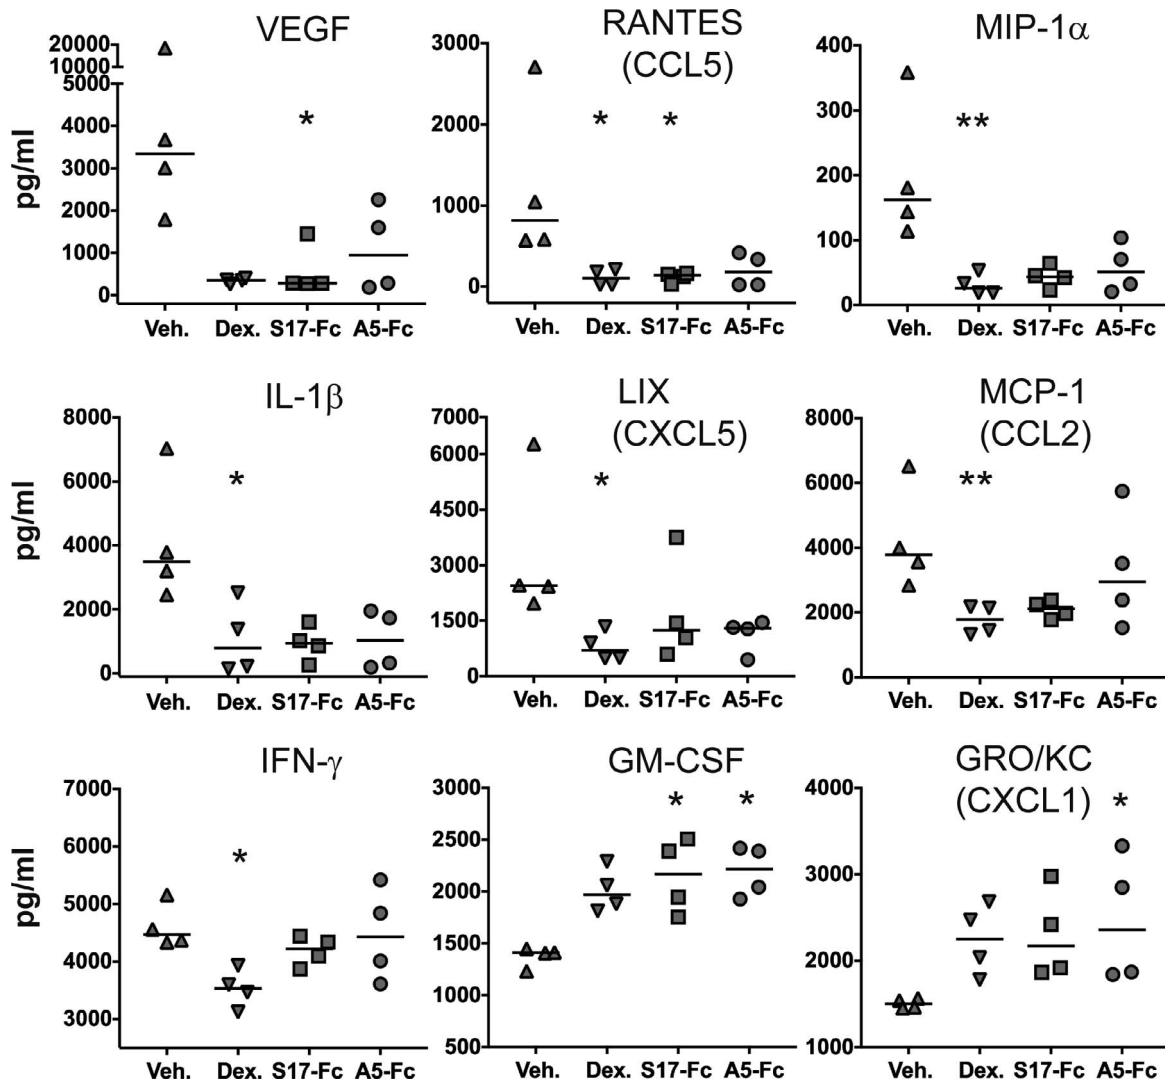 VEGF
20000
10000
5000
4000
3000
2000
1000
0
pg/ml
*
Veh. Dex. S17-Fc A5-Fc
RANTES
(CCL5)
3000
2000
1000
0
* *
Veh. Dex. S17-Fc A5-Fc
MIP-1α
400
300
200
100
0
**
Veh. Dex. S17-Fc A5-Fc
IL-1β
8000
6000
4000
2000
0
pg/ml
*
Veh. Dex. S17-Fc A5-Fc
LIX
(CXCL5)
7000
6000
4500
3000
1500
0
*
Veh. Dex. S17-Fc A5-Fc
MCP-1
(CCL2)
8000
6000
4000
2000
0
**
Veh. Dex. S17-Fc A5-Fc
IFN-γ
7000
6000
5000
4000
3000
pg/ml
*
Veh. Dex. S17-Fc A5-Fc
GM-CSF
3000
2500
2000
1500
1000
500
* *
Veh. Dex. S17-Fc A5-Fc
GRO/KC
(CXCL1)
4000
3000
2000
1000
*
Veh. Dex. S17-Fc A5-Fc